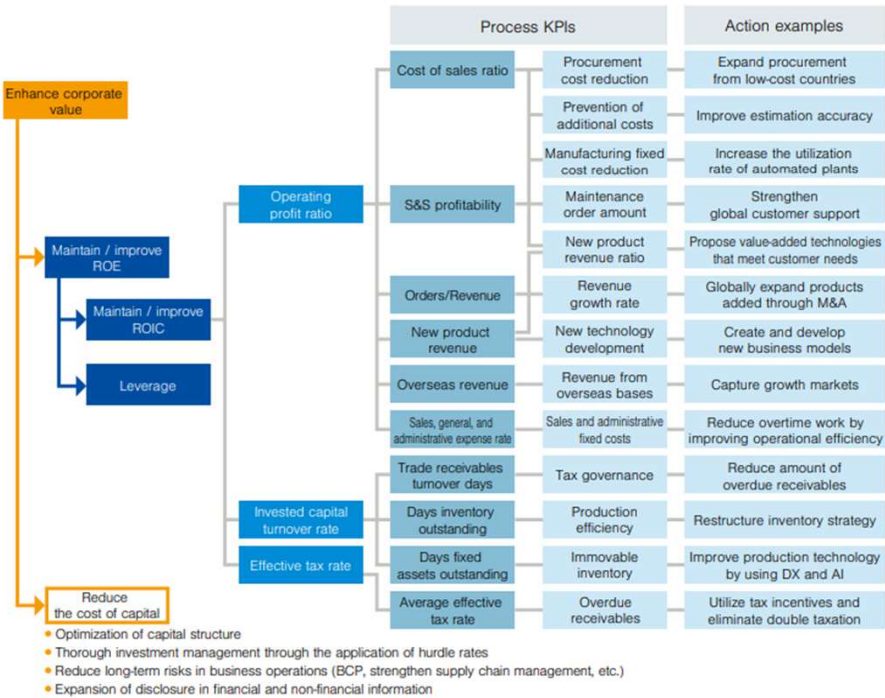 Process KPIs
Action examples
Enhance corporate
value
Maintain / improve
ROE
Maintain / improve
ROIC
Leverage
Reduce
the cost of capital
Operating
profit ratio
Invested capital
turnover rate
Effective tax rate
Cost of sales ratio
Procurement
cost reduction
Expand procurement
from low-cost countries
Prevention of
additional costs
Improve estimation accuracy
Manufacturing fixed
cost reduction
Increase the utilization
rate of automated plants
S&S profitability
Maintenance
order amount
Strengthen
global customer support
New product
revenue ratio
Propose value-added technologies
that meet customer needs
Orders/Revenue
Revenue
growth rate
Globally expand products
added through M&A
New product
revenue
New technology
development
Create and develop
new business models
Overseas revenue
Revenue from
overseas bases
Capture growth markets
Sales, general, and
administrative expense rate
Sales and administrative
fixed costs
Reduce overtime work by
improving operational efficiency
Trade receivables
turnover days
Tax governance
Reduce amount of
overdue receivables
Days inventory
outstanding
Production
efficiency
Restructure inventory strategy
Days fixed
assets outstanding
Immovable
inventory
Improve production technology
by using DX and AI
Average effective
tax rate
Overdue
receivables
Utilize tax incentives and
eliminate double taxation
• Optimization of capital structure
• Thorough investment management through the application of hurdle rates
• Reduce long-term risks in business operations (BCP, strengthen supply chain management, etc.)
• Expansion of disclosure in financial and non-financial information